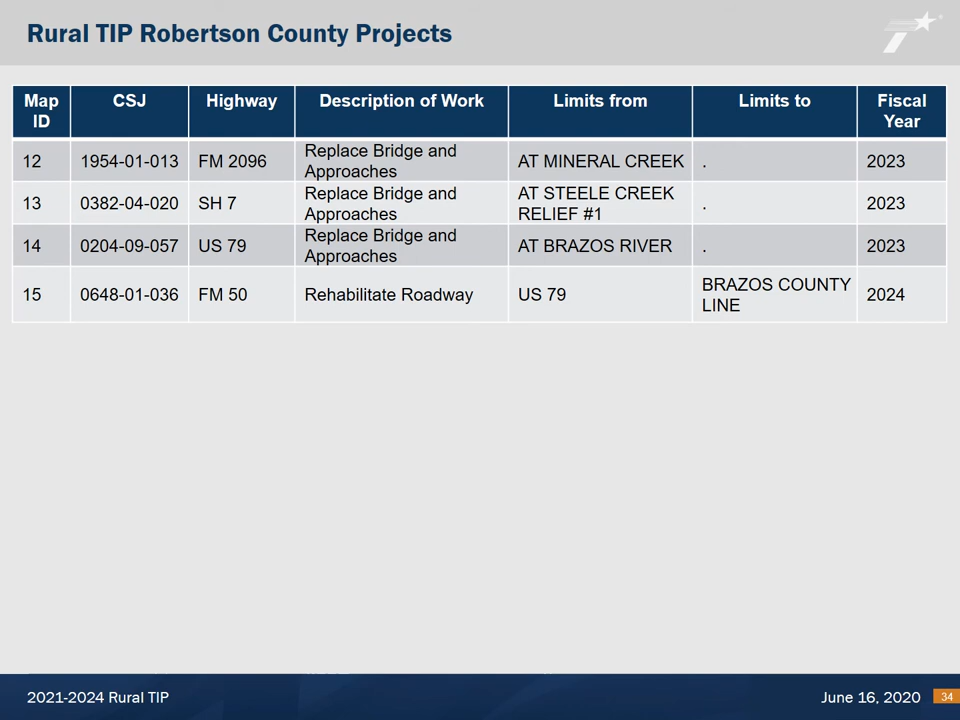 Rural TIP Robertson County Projects
Map ID CSJ Highway Description of Work Limits from Limits to Fiscal Year
12 1954-01-013 FM 2096 Replace Bridge and Approaches AT MINERAL CREEK . 2023
13 0382-04-020 SH 7 Replace Bridge and Approaches AT STEELE CREEK RELIEF #1 . 2023
14 0204-09-057 US 79 Replace Bridge and Approaches AT BRAZOS RIVER . 2023
15 0648-01-036 FM 50 Rehabilitate Roadway US 79 BRAZOS COUNTY LINE 2024
2021-2024 Rural TIP June 16, 2020 34